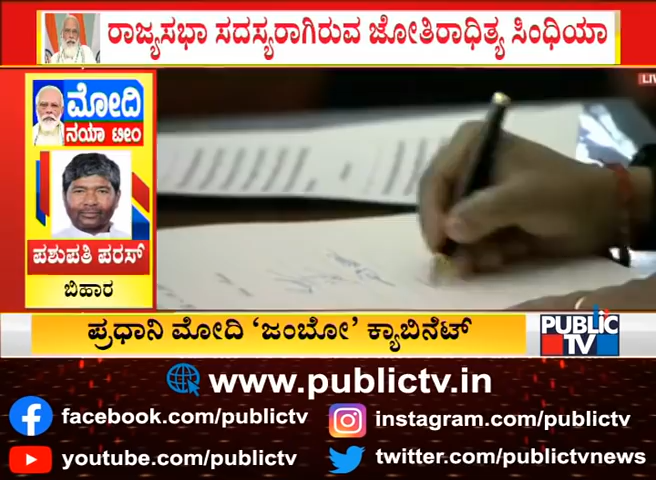 ರಾಜ್ಯಸಭಾ ಸದಸ್ಯರಾಗಿರುವ ಜೋತಿರಾಧಿತ್ಯ ಸಿಂಧಿಯಾ
LIV
ಮೋದಿ
ನಯಾ ಟೀಂ
ಪಶುಪತಿ ಪರಸ್
ಬಿಹಾರ
ಪ್ರಧಾನಿ ಮೋದಿ ‘ಜಂಬೋ’ ಕ್ಯಾಬಿನೆಟ್
PUBLIC
TV
www.publictv.in
facebook.com/publictv
instagram.com/publictv
youtube.com/publictv
twitter.com/publictvnews